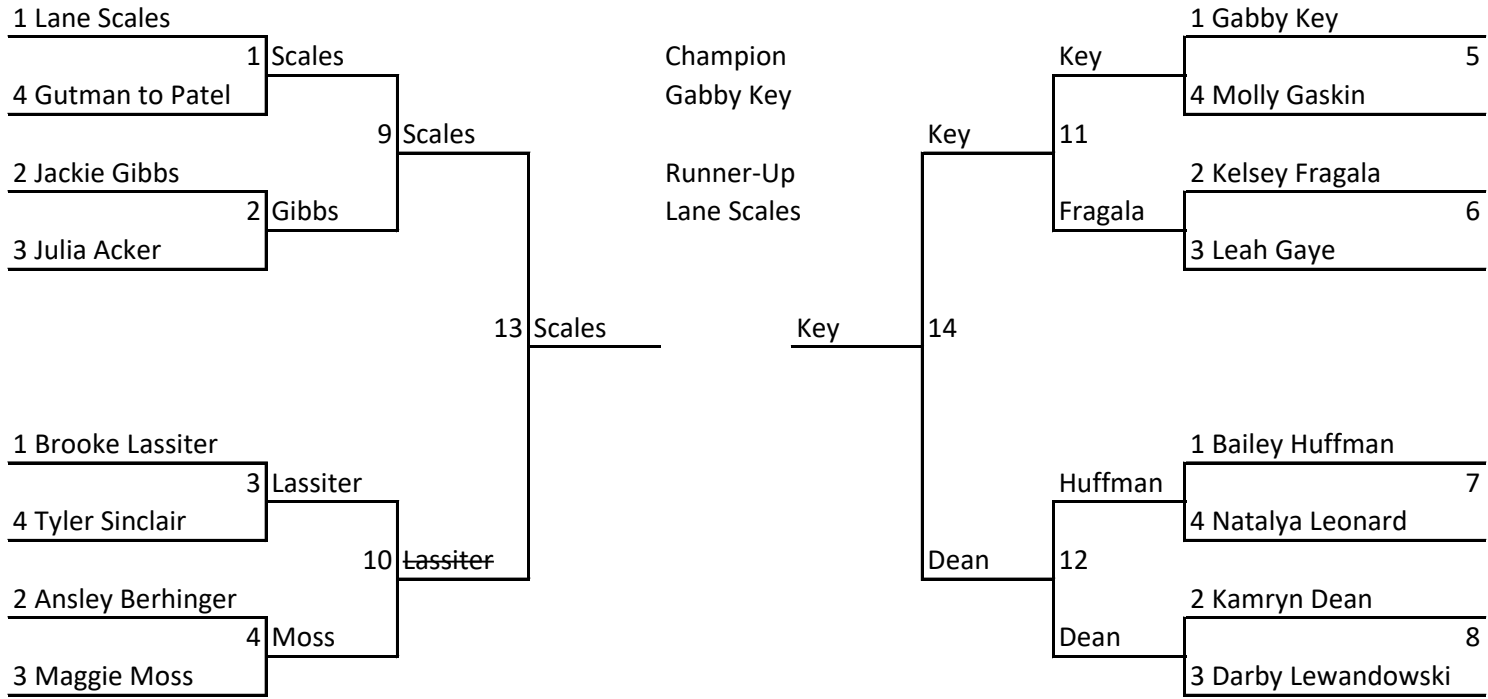 1 Lane Scales
1 Scales
4 Gutman to Patel
9 Scales
2 Jackie Gibbs
2 Gibbs
3 Julia Acker
13 Scales
1 Brooke Lassiter
3 Lassiter
4 Tyler Sinclair
10 Lassiter
2 Ansley Berhinger
4 Moss
3 Maggie Moss
Champion
Gabby Key
Runner-Up
Lane Scales
1 Gabby Key
Key 5
4 Molly Gaskin
Key 11
2 Kelsey Fragala
Fragala 6
3 Leah Gaye
Key 14
1 Bailey Huffman
Huffman 7
4 Natalya Leonard
Dean 12
2 Kamryn Dean
Dean 8
3 Darby Lewandowski